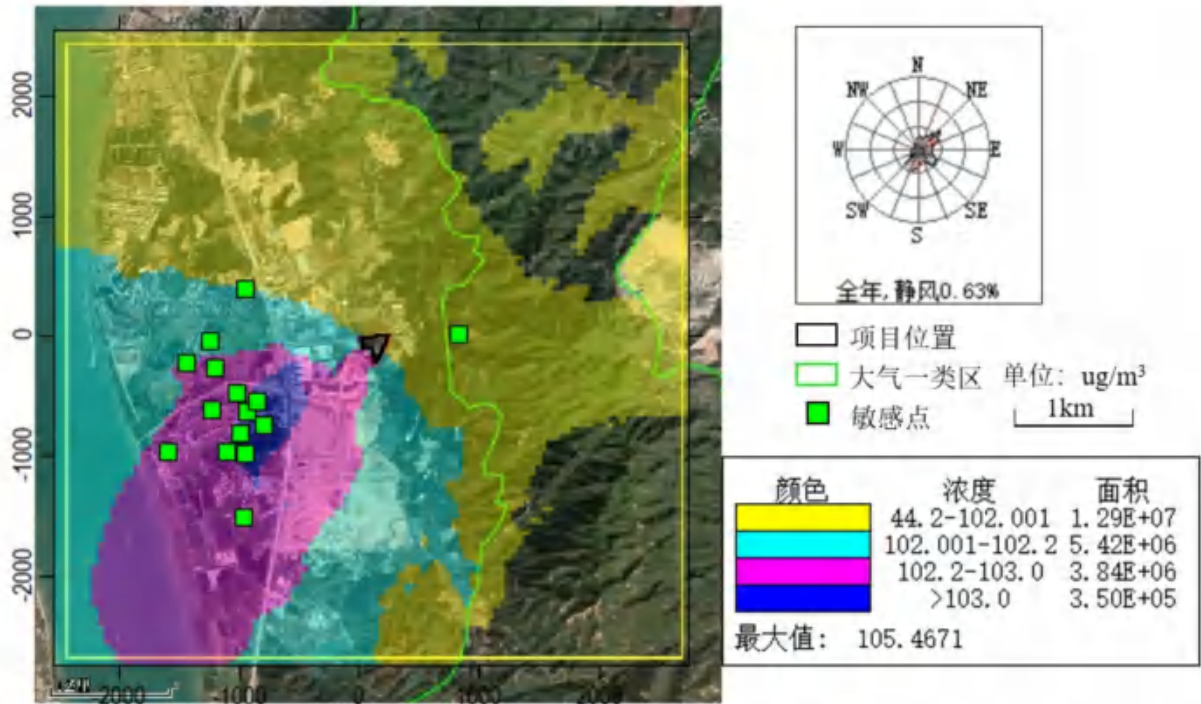 2000
1000
0
-1000
-2000
-2000 -1000 0 1000 2000
N
NW NE
W E
SW SE
S
全年,静风0.63%
项目位置
大气一类区 单位: ug/m³
敏感点 1km
颜色 浓度 面积
44.2-102.001 1.29E+07
102.001-102.2 5.42E+06
102.2-103.0 3.84E+06
>103.0 3.50E+05
最大值: 105.4671